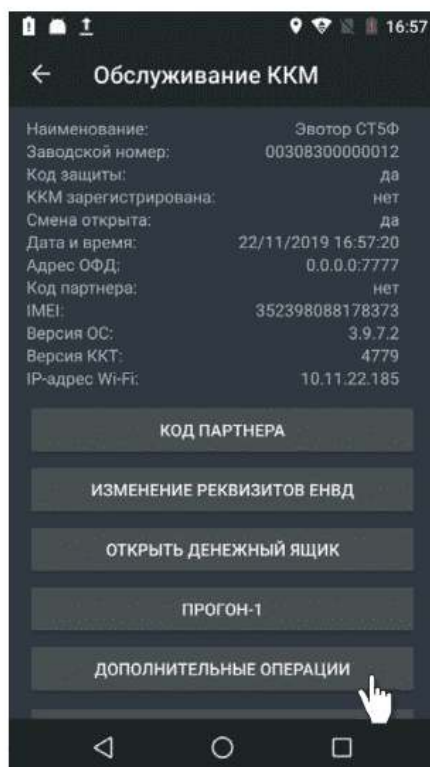 16:57
Обслуживание ККМ
Наименование: Эвотор СТ5Ф
Заводской номер: 00308300000012
Код защиты: да
ККМ зарегистрирована: нет
Смена открыта: да
Дата и время: 22/11/2019 16:57:20
Адрес ОФД: 0.0.0.0:7777
Код партнера: нет
IMEI: 352398088178373
Версия ОС: 3.9.7.2
Версия ККТ: 4779
IP-адрес Wi-Fi: 10.11.22.185
КОД ПАРТНЕРА
ИЗМЕНЕНИЕ РЕКВИЗИТОВ ЕНВД
ОТКРЫТЬ ДЕНЕЖНЫЙ ЯЩИК
ПРОГОН-1
ДОПОЛНИТЕЛЬНЫЕ ОПЕРАЦИИ